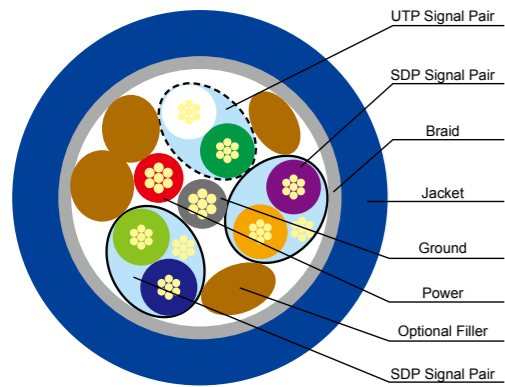 UTP Signal Pair
SDP Signal Pair
Braid
Jacket
Ground
Power
Optional Filler
SDP Signal Pair